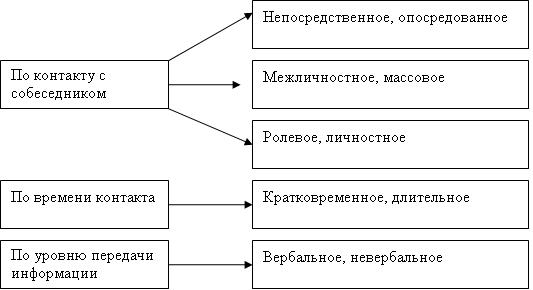 По контакту с
собеседником
Непосредственное, опосредованное
Межличностное, массовое
Ролевое, личностное
По времени контакта
Кратковременное, длительное
По уровню передачи
информации
Вербальное, невербальное